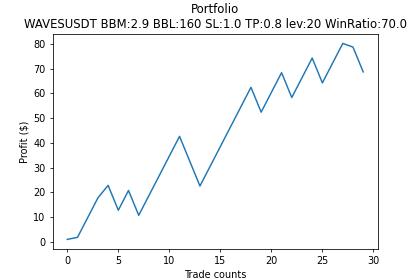 Portfolio
WAVESUSDT BBM:2.9 BBL:160 SL:1.0 TP:0.8 lev:20 WinRatio:70.0
80
70
60
50
40
30
20
10
0
Profit ($)
0 5 10 15 20 25 30
Trade counts